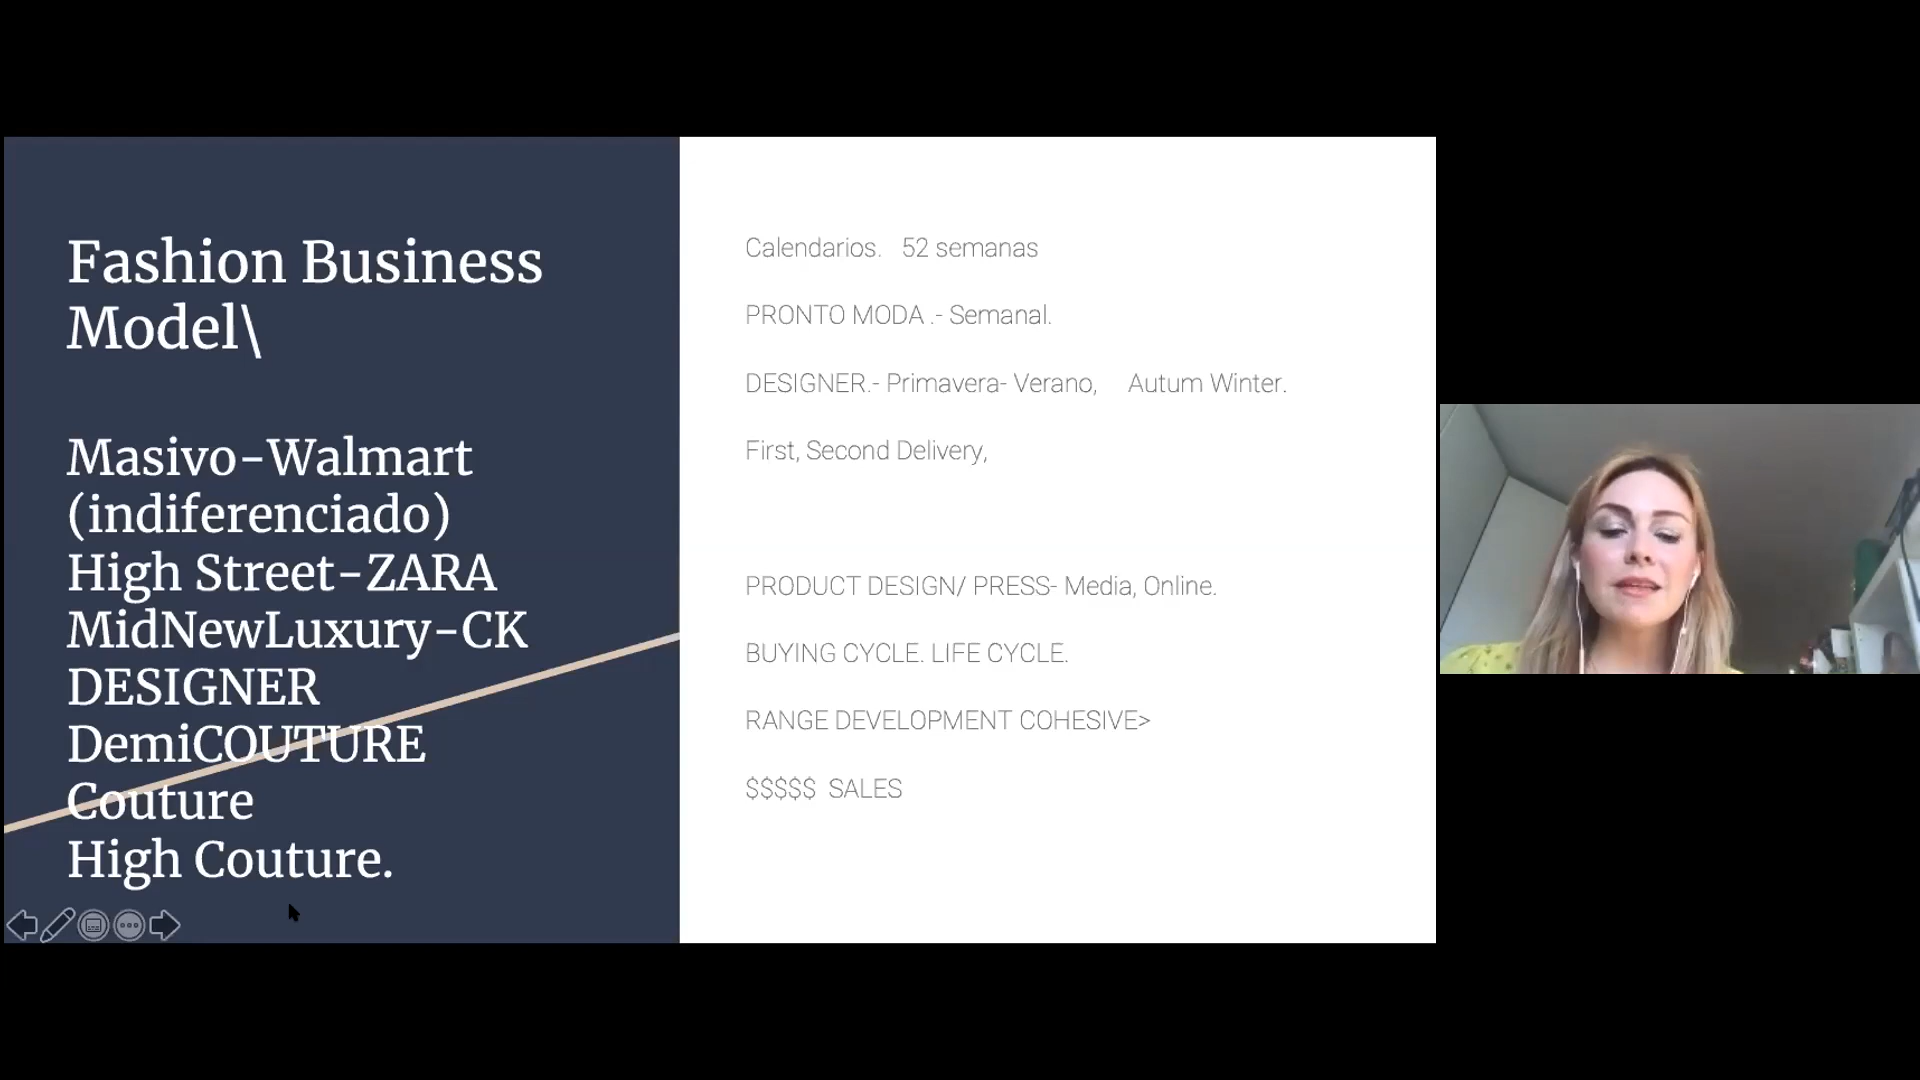 Fashion Business
Model\
Masivo-Walmart
(indiferenciado)
High Street-ZARA
MidNewLuxury-CK
DESIGNER
DemiCOUTURE
Couture
High Couture.
Calendarios. 52 semanas
PRONTO MODA .- Semanal.
DESIGNER.- Primavera- Verano, Autum Winter.
First, Second Delivery,
PRODUCT DESIGN/ PRESS- Media, Online.
BUYING CYCLE. LIFE CYCLE.
RANGE DEVELOPMENT COHESIVE>
$$$$$ SALES